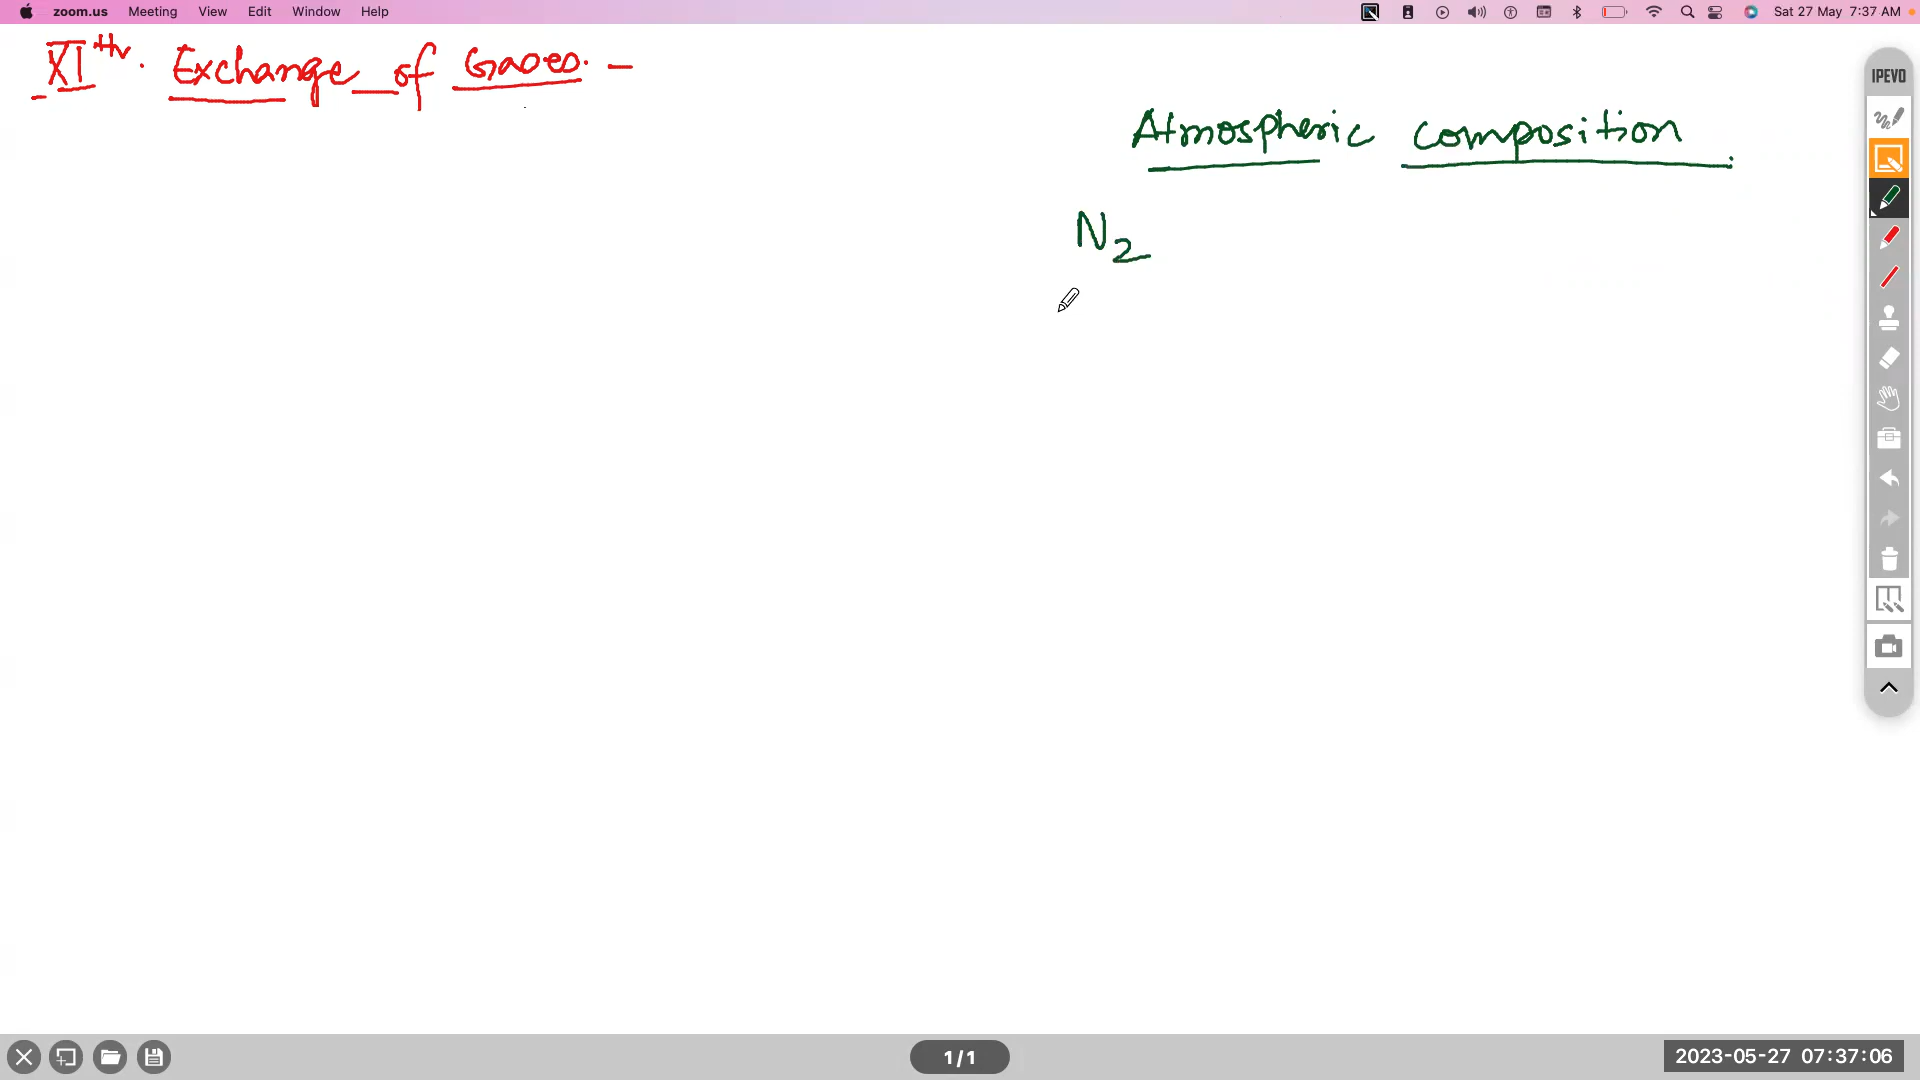 zoom.us Meeting View Edit Window Help Sat 27 May 7:37 AM
XIth. Exchange of Gases. –
IPEVO
Atmospheric composition.
N2
1/1
2023-05-27 07:37:06